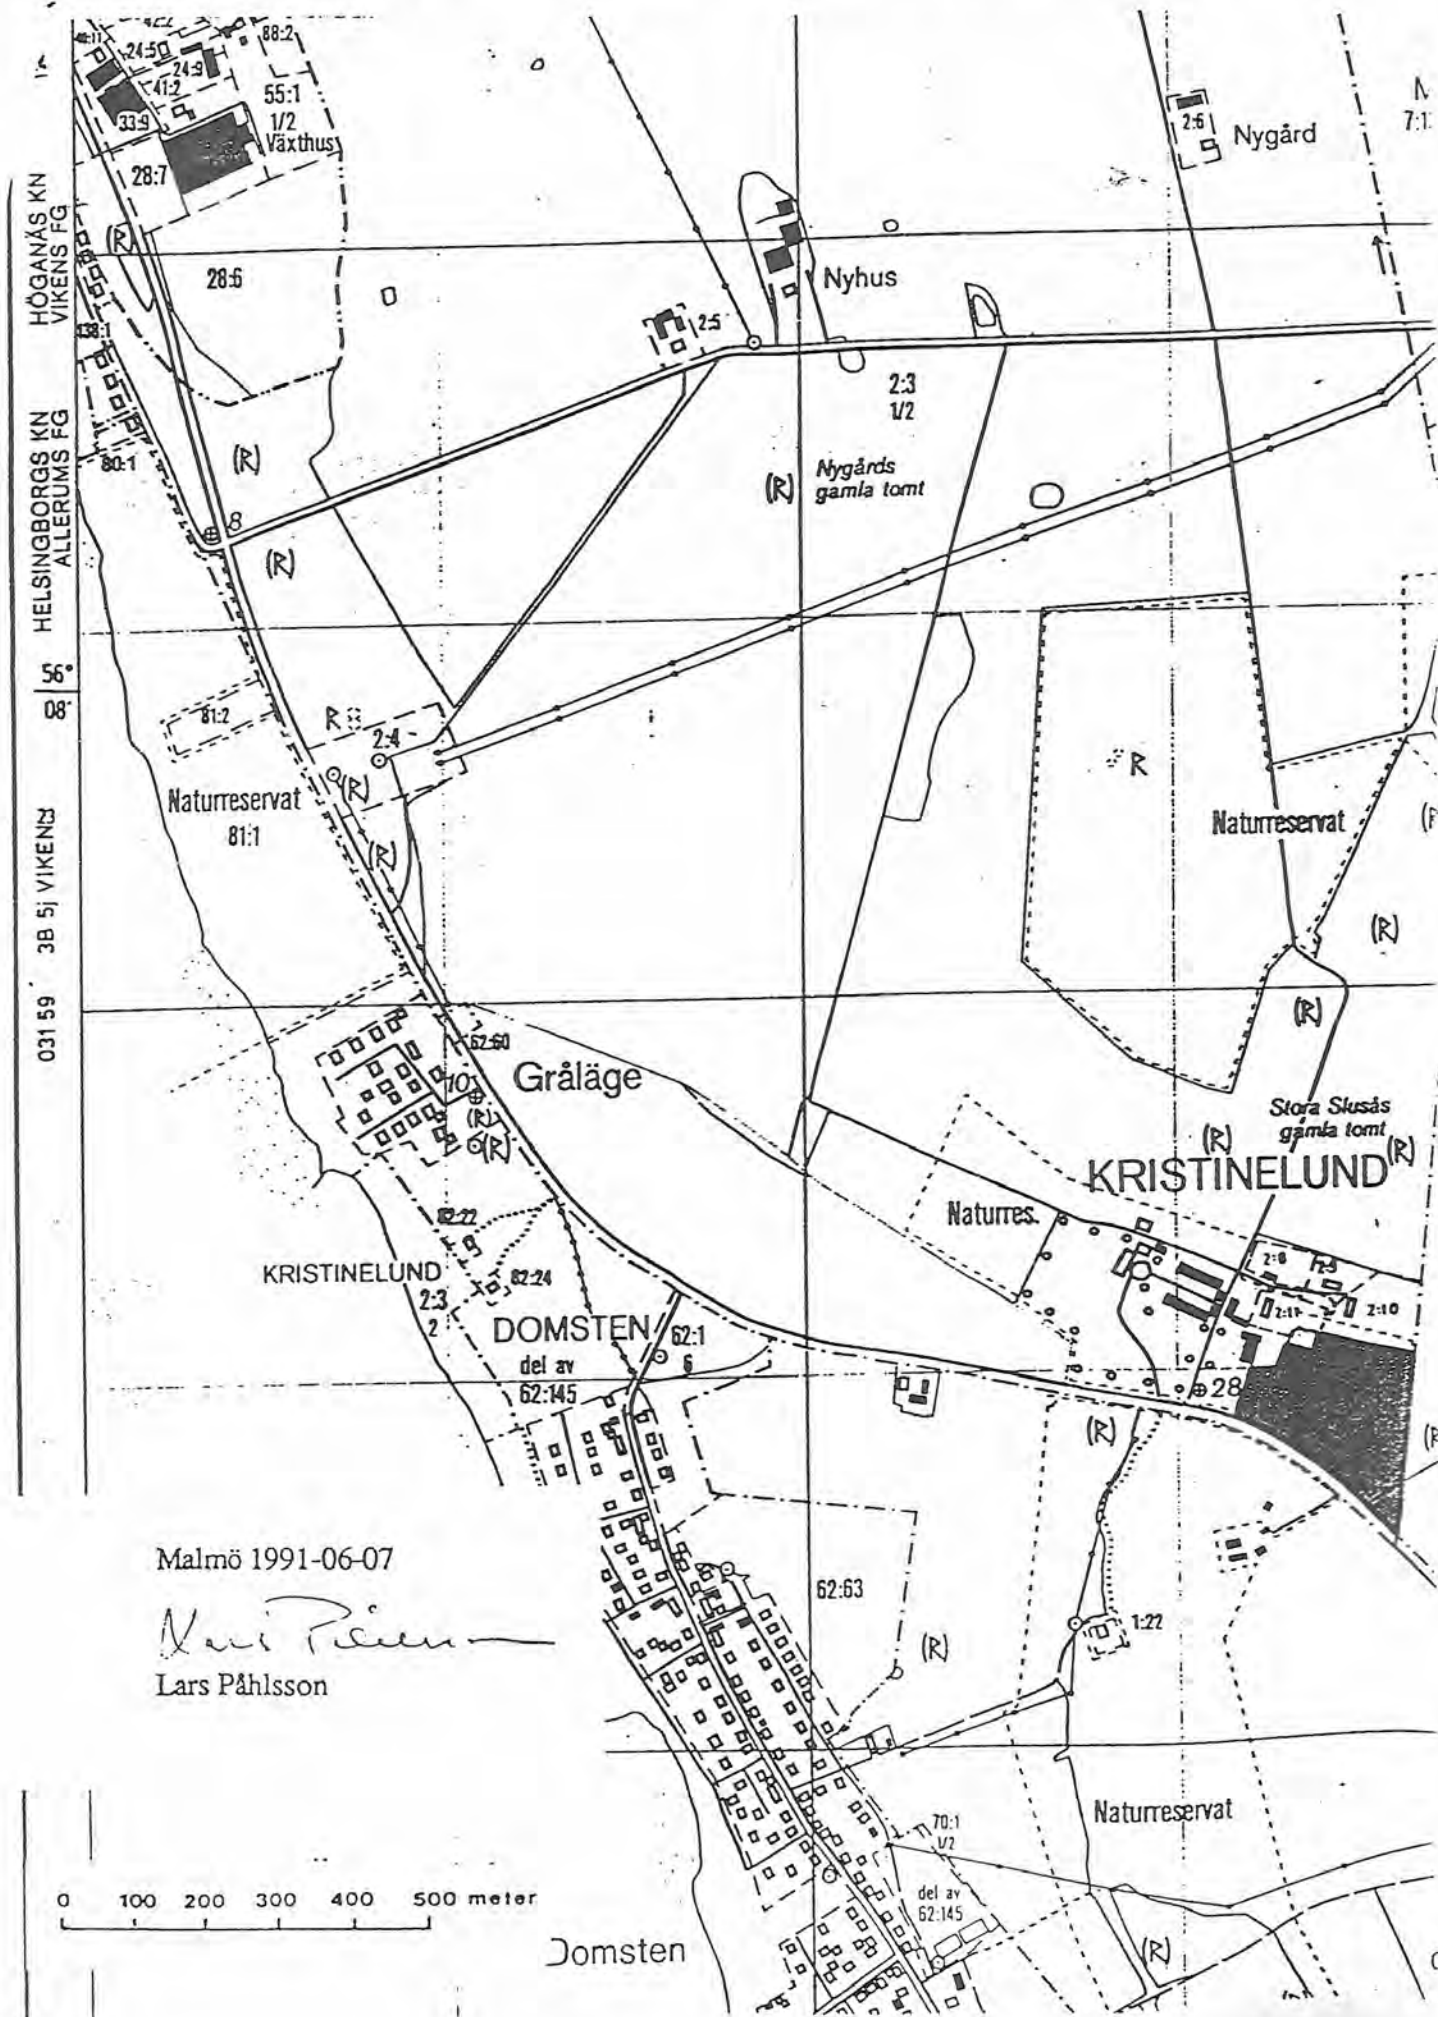 24:5
88:2
24:9
41:2
33:9
55:1
1/2
Växthus
28:7
2:6
Nygård
HÖGANÄS KN
VIKENS FG
(R)
28:6
138:1
2:5
Nyhus
2:3
1/2
HELSINGBORGS KN
ALLERUMS FG
80:1
(R)
(R)
Nygårds
gamla tomt
8
(R)
56°
08'
81:2
R
2:4
R
(R)
Naturreservat
81:1
Naturreservat
(R)
031 59 3B 5j VIKEN
(R)
(R)
62:60
Gråläge
10
(R)
(R)
Stora Slusås
gamla tomt
(R)
(R)
KRISTINELUND
Naturres.
82:22
KRISTINELUND
2:3
2
82:24
2:8
2:11
2:10
DOMSTEN
62:1
6
del av
62:145
28
(R)
Malmö 1991-06-07
62:63
1:22
(R)
Lars Påhlsson
Naturreservat
70:1
1/2
0 100 200 300 400 500 meter
del av
62:145
(R)
Domsten